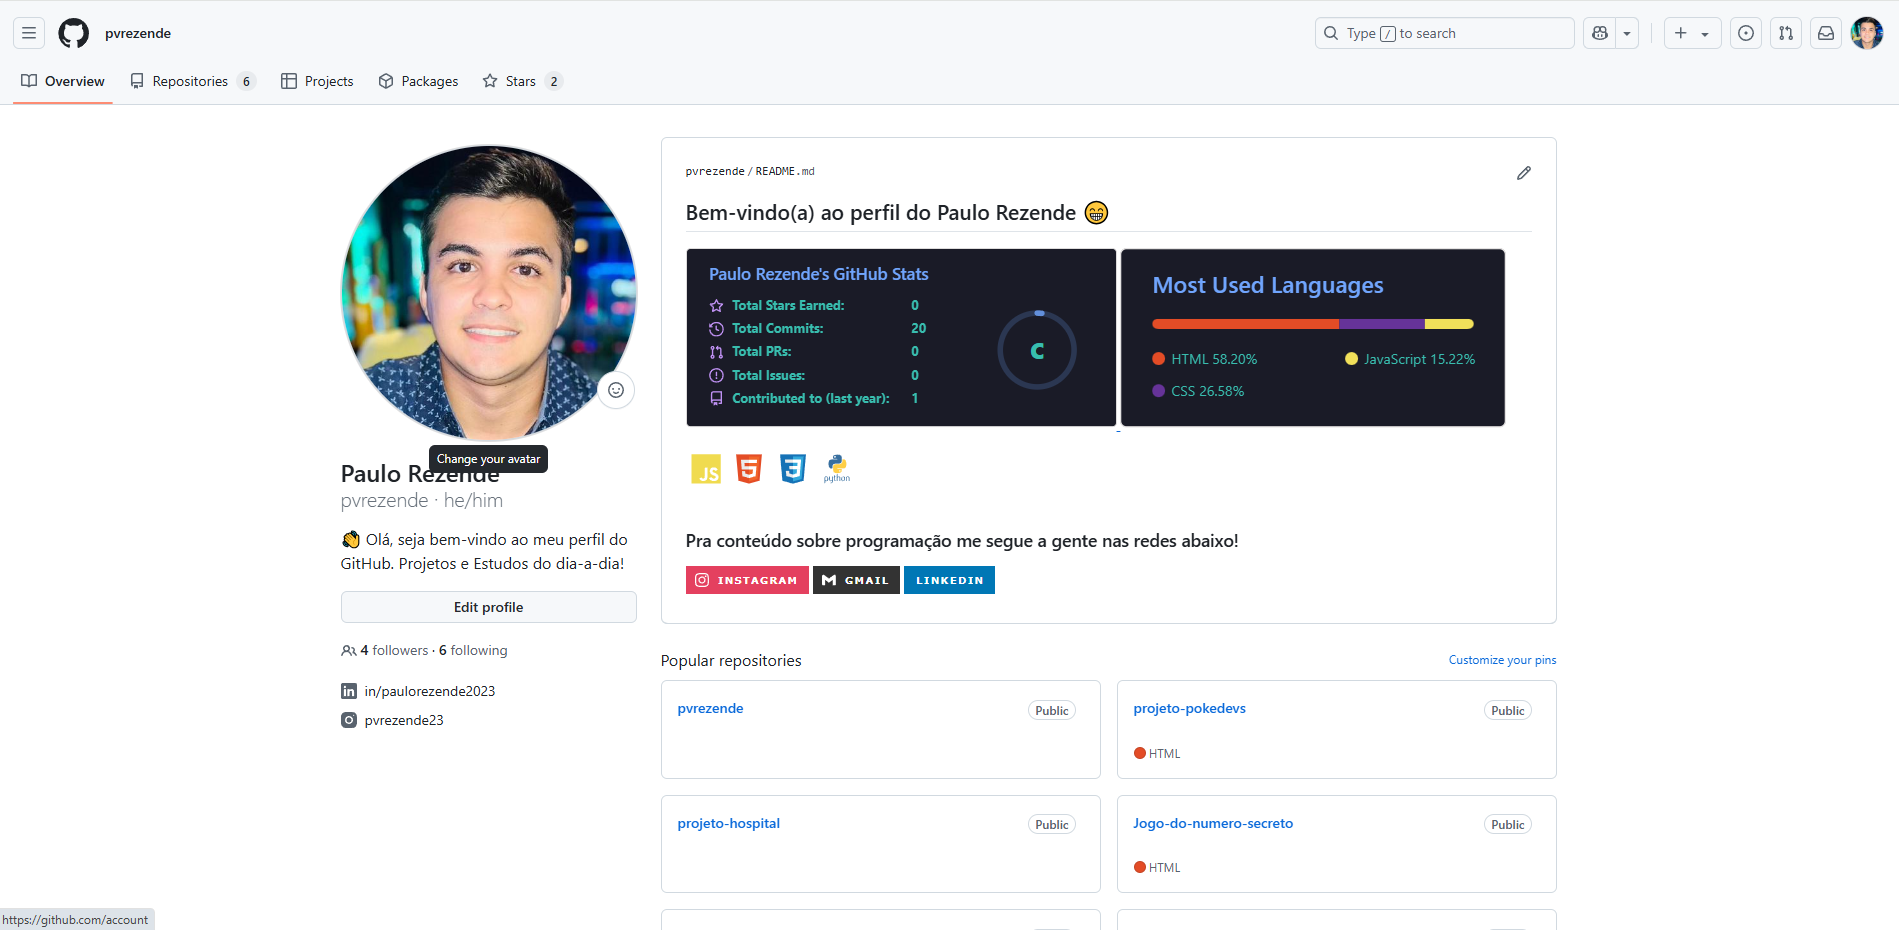 pvrezende
Type / to search
Overview
Repositories 6
Projects
Packages
Stars 2
pvrezende/README.md
Bem-vindo(a) ao perfil do Paulo Rezende
Paulo Rezende's GitHub Stats
Total Stars Earned: 0
Total Commits: 20
Total PRs: 0
Total Issues: 0
Contributed to (last year): 1
C
Most Used Languages
HTML 58.20%
JavaScript 15.22%
CSS 26.58%
JS
5
3
python
Pra conteúdo sobre programação me segue a gente nas redes abaixo!
INSTAGRAM
GMAIL
LINKEDIN
Change your avatar
Paulo Rezende
pvrezende · he/him
Olá, seja bem-vindo ao meu perfil do
GitHub. Projetos e Estudos do dia-a-dia!
Edit profile
4 followers · 6 following
in/paulorezende2023
pvrezende23
Popular repositories
Customize your pins
pvrezende
Public
projeto-pokedevs
Public
HTML
projeto-hospital
Public
Jogo-do-numero-secreto
Public
HTML
https://github.com/account